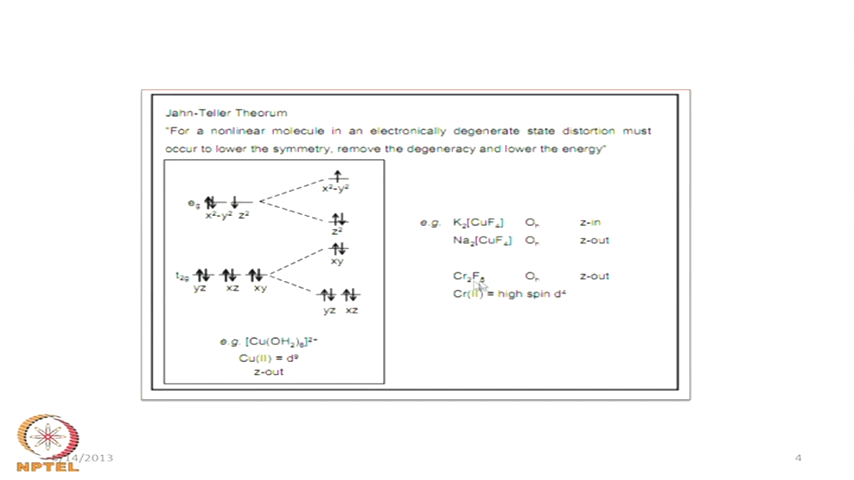 Jahn-Teller Theorum
"For a nonlinear molecule in an electronically degenerate state distortion must
occur to lower the symmetry, remove the degeneracy and lower the energy"
x²-y²
e_g
x²-y² z²
z²
xy
t₂g
yz xz xy
yz xz
e.g. [Cu(OH₂)₆]²⁺
Cu(II) = d⁹
z-out
e.g. K₂[CuF₄] Oₕ z-in
Na₂[CuF₄] Oₕ z-out
Cr₂F₅ Oₕ z-out
Cr(II) = high spin d⁴
NPTEL
/14/2013
4